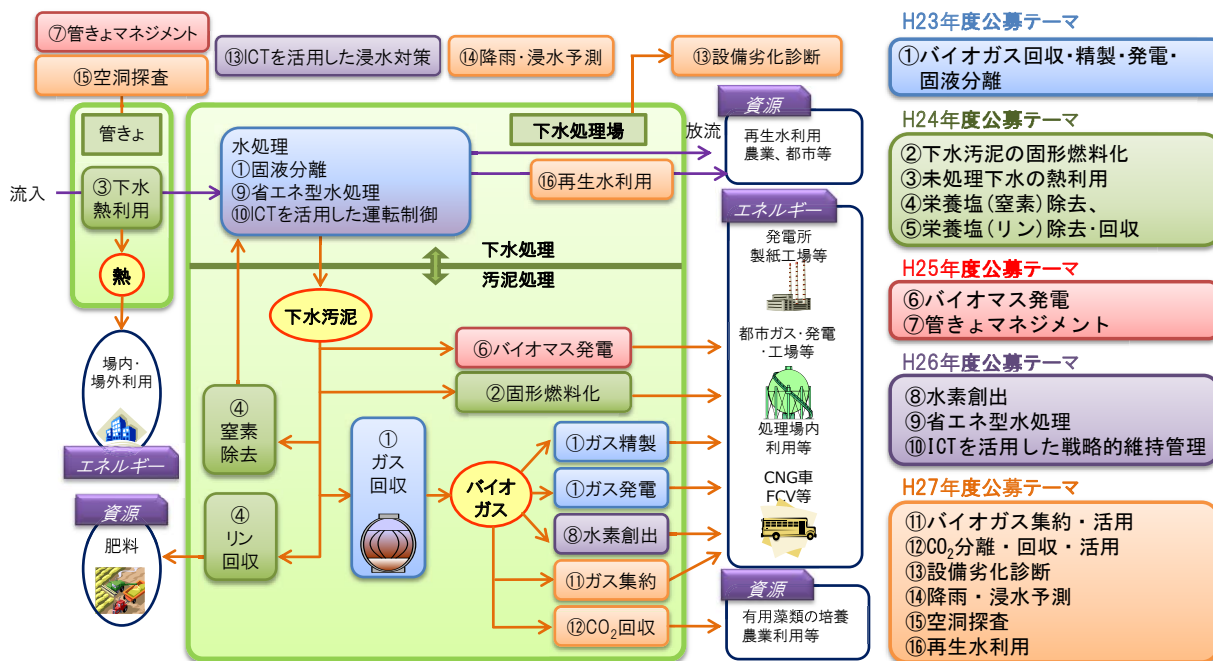 ⑦管きょマネジメント
⑮空洞探査
⑬ICTを活用した浸水対策
⑭降雨・浸水予測
⑬設備劣化診断
管きょ
流入
③下水
熱利用
熱
場内・
場外利用
エネルギー
資源
肥料
水処理
①固液分離
⑨省エネ型水処理
⑩ICTを活用した運転制御
下水処理場
放流
⑯再生水利用
下水処理
汚泥処理
下水汚泥
④
窒素
除去
④
リン
回収
①
ガス
回収
バイオ
ガス
⑥バイオマス発電
②固形燃料化
①ガス精製
①ガス発電
⑧水素創出
⑪ガス集約
⑫CO₂回収
資源
再生水利用
農業、都市等
エネルギー
発電所
製紙工場等
都市ガス・発電
・工場等
処理場内
利用等
CNG車
FCV等
資源
有用藻類の培養
農業利用等
H23年度公募テーマ
①バイオガス回収・精製・発電・
固液分離
H24年度公募テーマ
②下水汚泥の固形燃料化
③未処理下水の熱利用
④栄養塩(窒素)除去、
⑤栄養塩(リン)除去・回収
H25年度公募テーマ
⑥バイオマス発電
⑦管きょマネジメント
H26年度公募テーマ
⑧水素創出
⑨省エネ型水処理
⑩ICTを活用した戦略的維持管理
H27年度公募テーマ
⑪バイオガス集約・活用
⑫CO₂分離・回収・活用
⑬設備劣化診断
⑭降雨・浸水予測
⑮空洞探査
⑯再生水利用